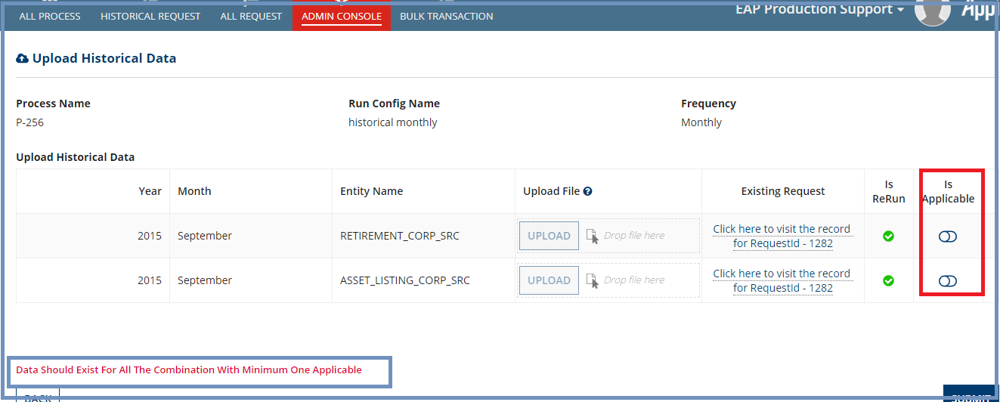 ALL PROCESS HISTORICAL REQUEST ALL REQUEST ADMIN CONSOLE BULK TRANSACTION EAP Production Support
Upload Historical Data
Process Name Run Config Name Frequency
P-256 historical monthly Monthly
Upload Historical Data
Year Month Entity Name Upload File Existing Request Is ReRun Is Applicable
2015 September RETIREMENT_CORP_SRC UPLOAD Drop file here Click here to visit the record
for RequestId - 1282
2015 September ASSET_LISTING_CORP_SRC UPLOAD Drop file here Click here to visit the record
for RequestId - 1282
Data Should Exist For All The Combination With Minimum One Applicable
BACK SUBMIT